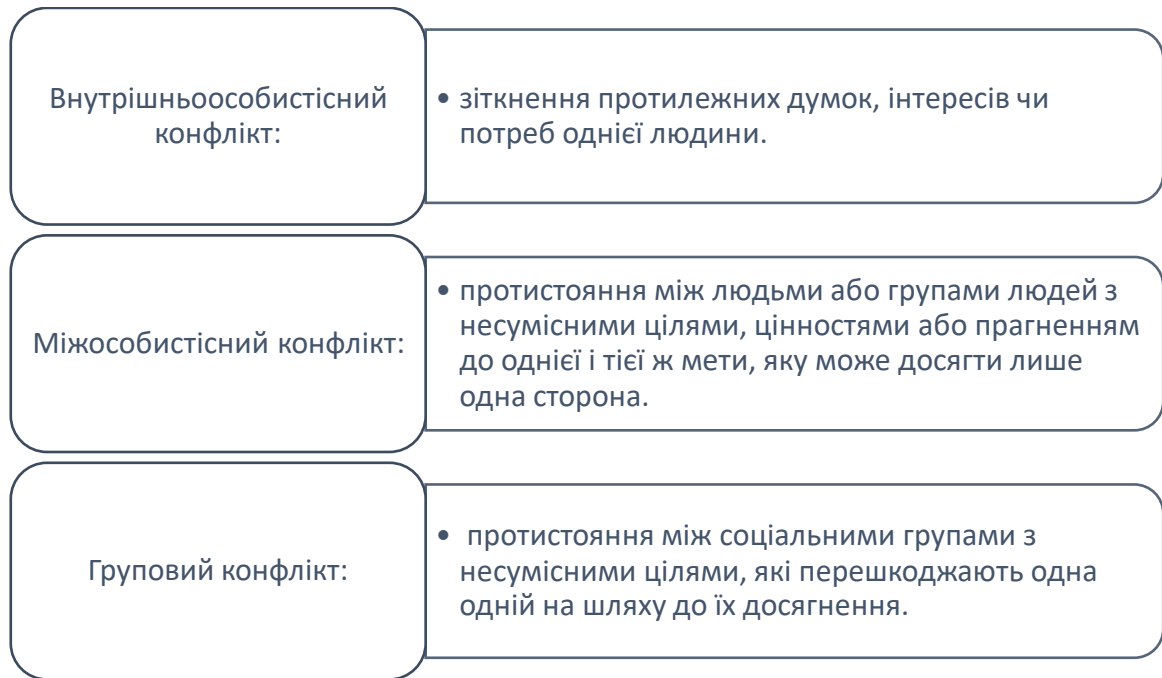 Внутрішньоособистісний
конфлікт:
• зіткнення протилежних думок, інтересів чи
потреб однієї людини.
Міжособистісний конфлікт:
• протистояння між людьми або групами людей з
несумісними цілями, цінностями або прагненням
до однієї і тієї ж мети, яку може досягти лише
одна сторона.
Груповий конфлікт:
• протистояння між соціальними групами з
несумісними цілями, які перешкоджають одна
одній на шляху до їх досягнення.